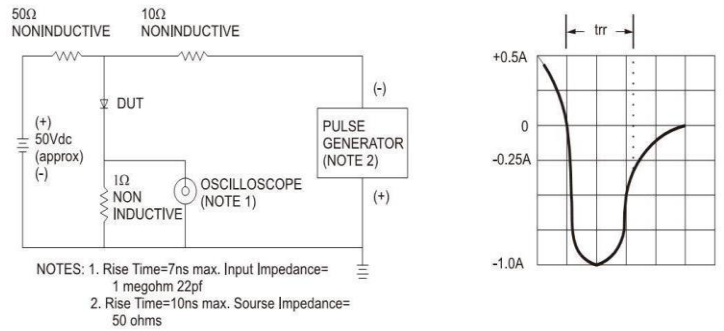 50Ω
NONINDUCTIVE
10Ω
NONINDUCTIVE
DUT
(+)
50Vdc
(approx)
(-)
1Ω
NON
INDUCTIVE
OSCILLOSCOPE
(NOTE 1)
(-)
PULSE
GENERATOR
(NOTE 2)
(+)
NOTES: 1. Rise Time=7ns max. Input Impedance=
1 megohm 22pf
2. Rise Time=10ns max. Sourse Impedance=
50 ohms
trr
+0.5A
0
-0.25A
-1.0A